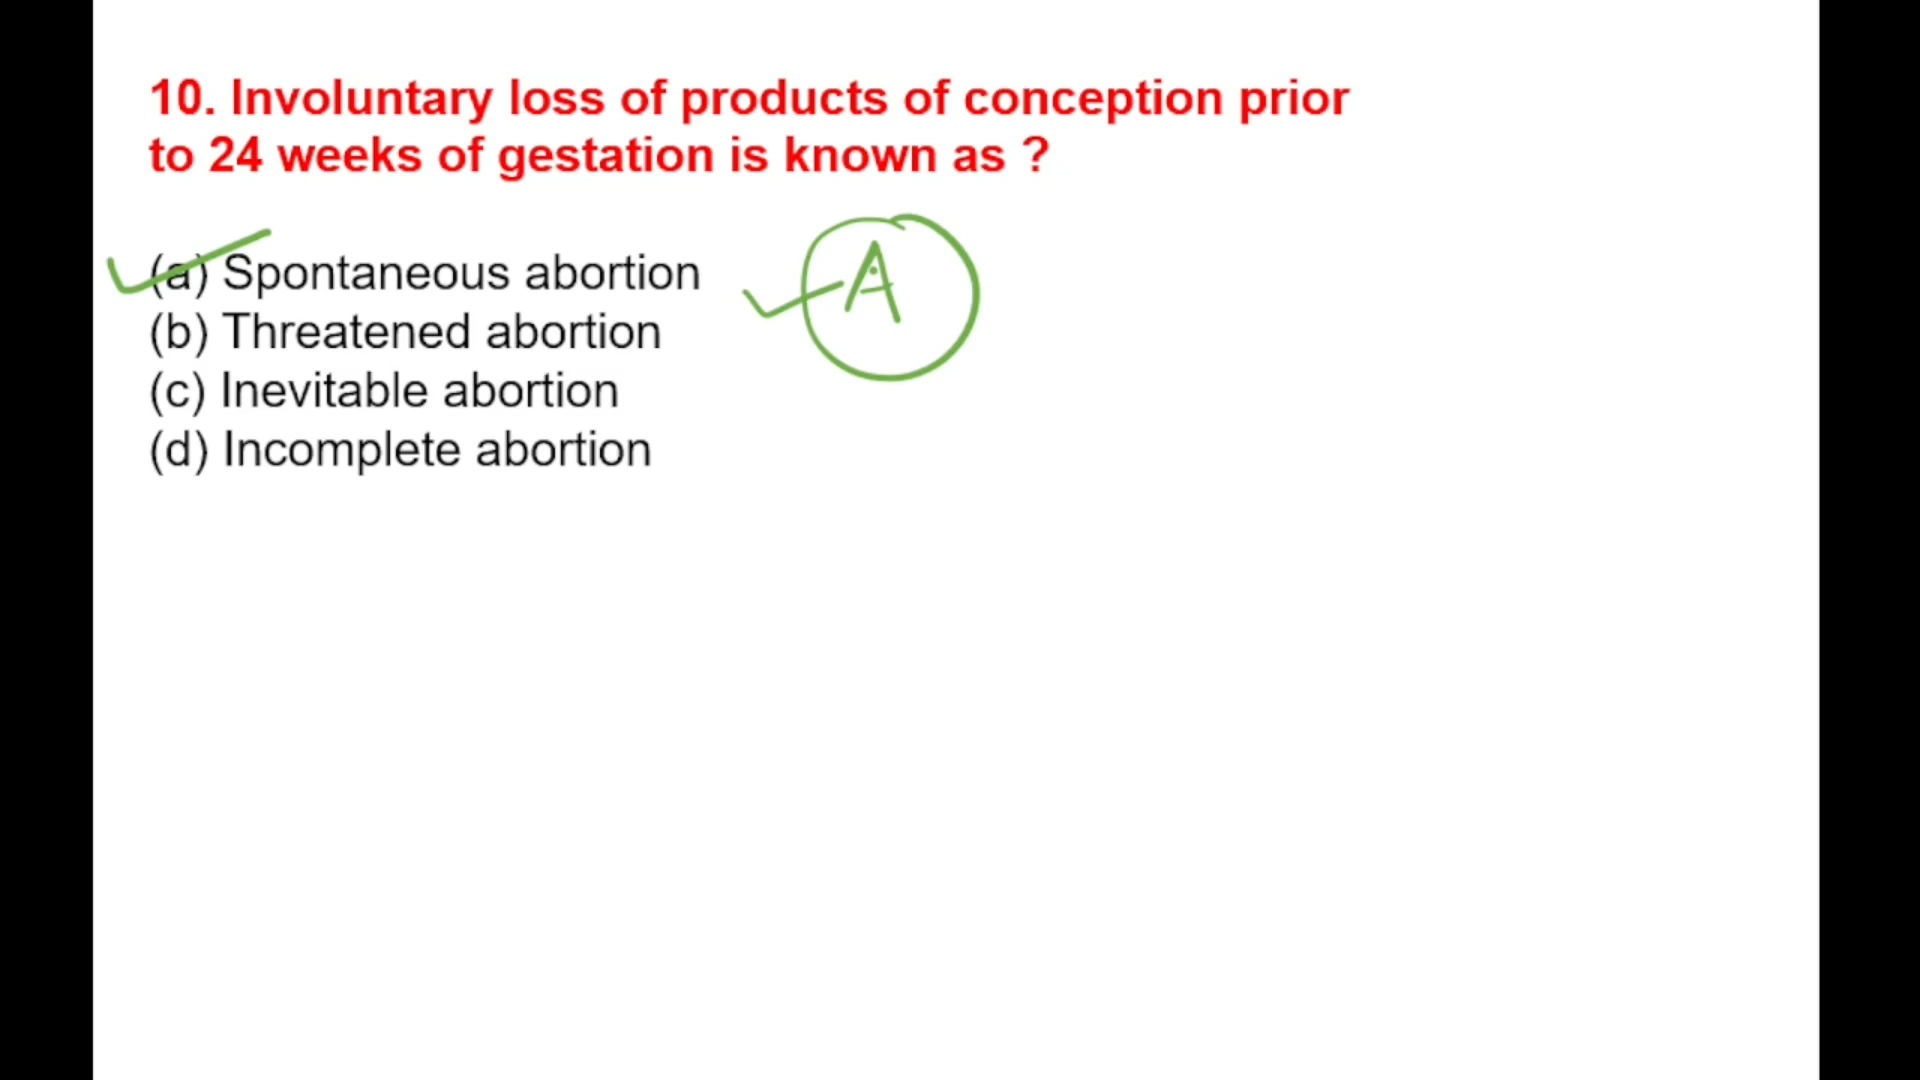 10. Involuntary loss of products of conception prior
to 24 weeks of gestation is known as ?
(a) Spontaneous abortion
A
(b) Threatened abortion
(c) Inevitable abortion
(d) Incomplete abortion